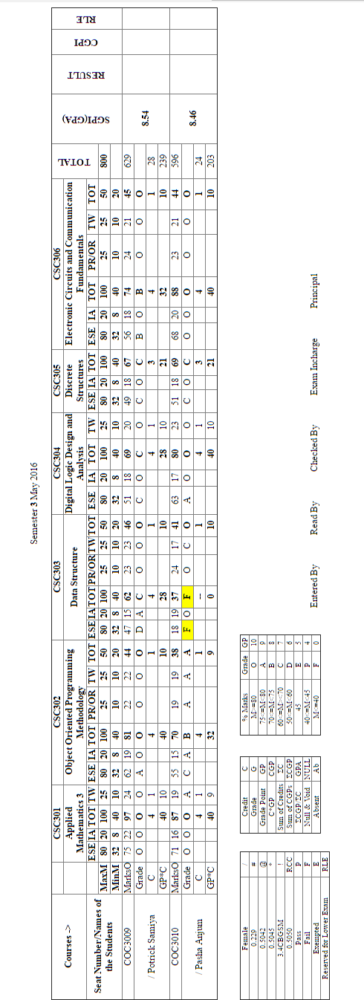 Semester 3 May 2016
Courses -> CSC301 CSC302 CSC303 CSC304 CSC305 CSC306 TOTAL SGPI(GPA) RESULT CGPI RLE
Applied Mathematics 3 Object Oriented Programming Methodology Data Structure Digital Logic Design and Analysis Discrete Structures Electronic Circuits and Communication Fundamentals
Seat Number/Names of the Students ESE IA TOT TW ESE IA TOT PR/OR TW TOT ESE IA TOT PR/OR TW TOT ESE IA TOT TW ESE IA TOT ESE IA TOT PR/OR TW TOT
MaxM 80 20 100 25 80 20 100 25 25 50 80 20 100 25 25 50 80 20 100 25 80 20 100 80 20 100 25 25 50 800
MinM 32 8 40 10 32 8 40 10 10 20 32 8 40 10 10 20 32 8 40 10 32 8 40 32 8 40 10 10 20
COC3009 MarksO 75 22 97 24 62 19 81 22 22 44 47 15 62 23 23 46 51 18 69 20 49 18 67 56 18 74 24 21 45 629 8.54
Grade O O O O A O O O O O D A C O O O C O C O C O C B O B O O O
/ Potrick Samiya C 4 1 4 1 4 1 4 1 3 4 1 28
GP*C 40 10 40 10 28 10 28 10 21 32 10 239
COC3010 MarksO 71 16 87 19 55 15 70 19 19 38 18 19 37 24 17 41 63 17 80 23 51 18 69 68 20 88 23 21 44 596 8.46
Grade O O O A C A B A A A F O F O C O A O O O C O C O O O O O O
/ Pasha Anjum C 4 1 4 1 -- 1 4 1 3 4 1 24
GP*C 40 9 32 9 0 10 40 10 21 40 10 203
Female /
0.229 #
0.5042 @
0.5045 *
3.4CBGSM !
0.5050 RCC
Pass P
Fail F
Exempted E
Reserved for Lower Exam RLE
Credit C
Grade G
Grade Point GP
C*GP CGP
Sum of Credits ΣC
Sum of CGPs ΣCGP
ΣCGP/ΣC GPA
Null & Void NULL
Absent Ab
% Marks Grade GP
M>=80 O 10
75<=M<80 A 9
70<=M<75 B 8
60<=M<70 C 7
50<=M<60 D 6
45 E 5
40<=M<45 P 4
M<=40 F 0
Entered By Read By Checked By Exam Incharge Principal